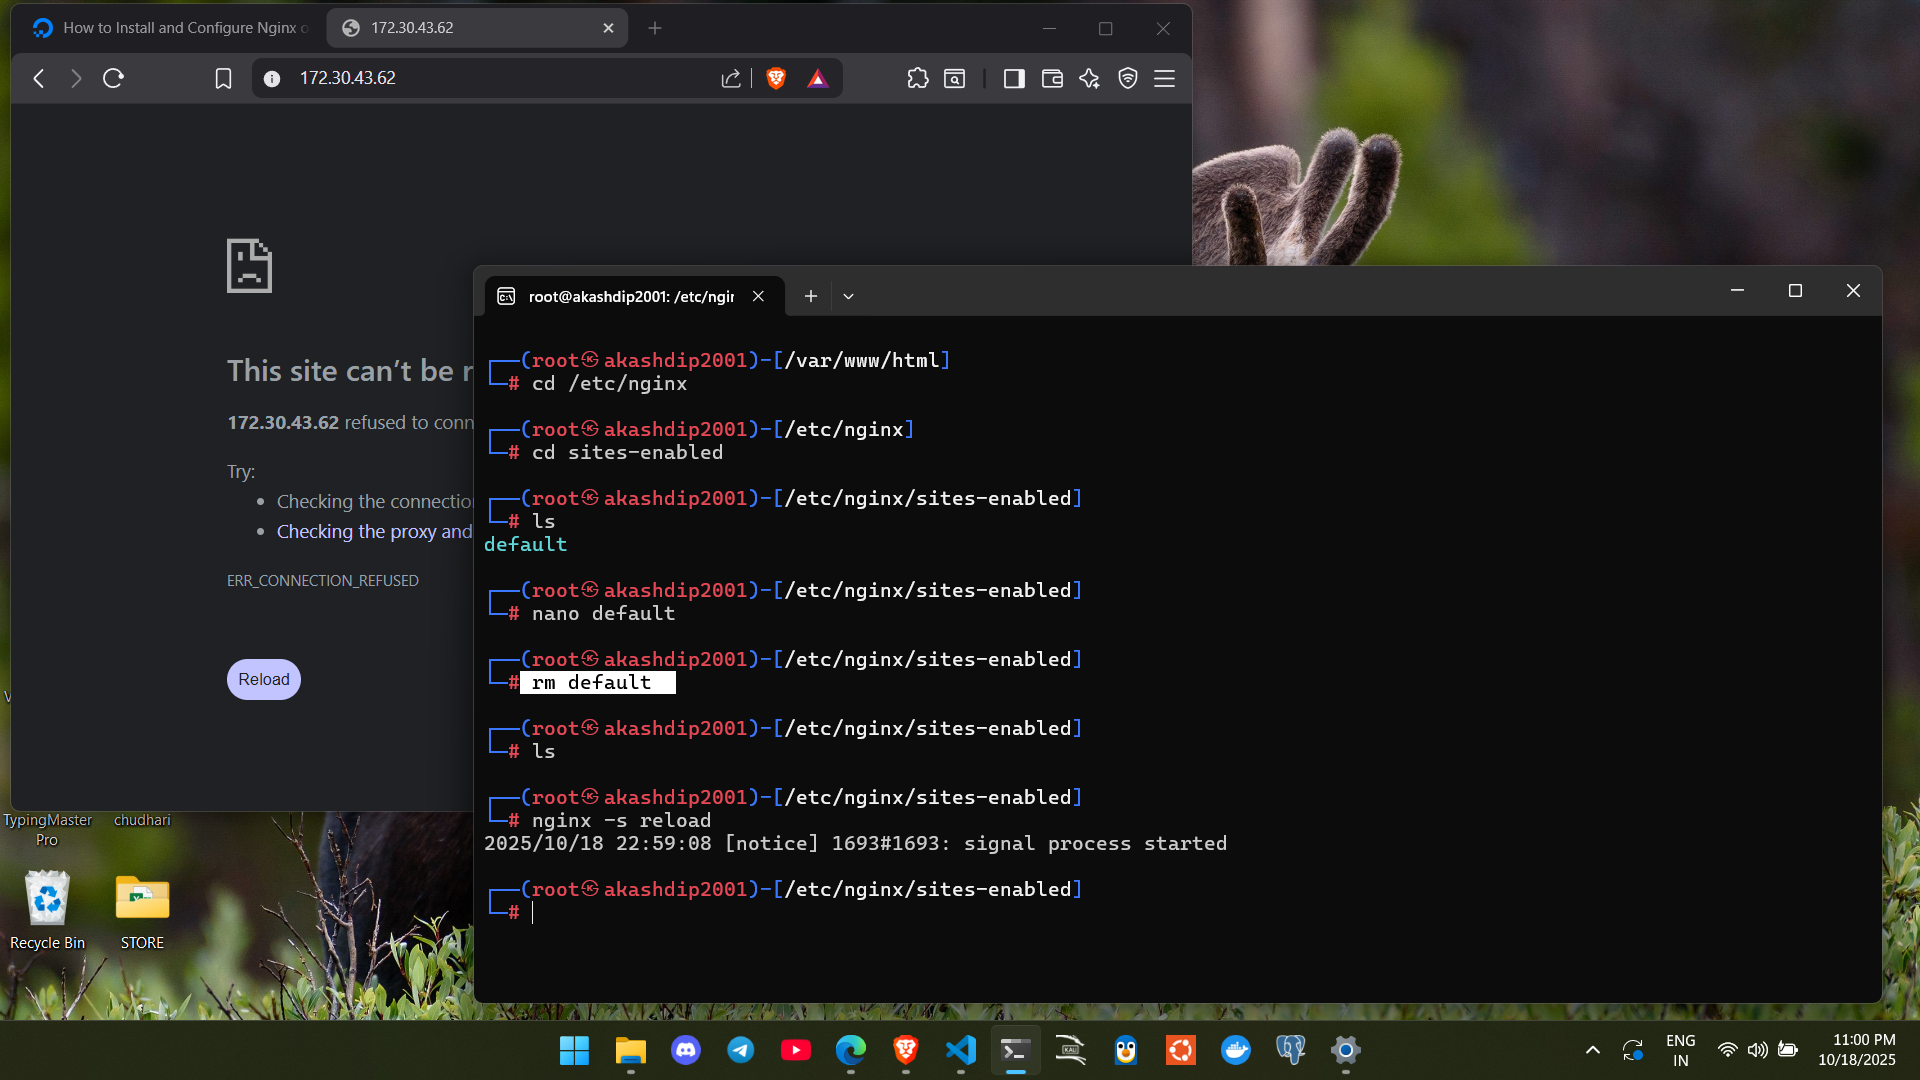 How to Install and Configure Nginx o
172.30.43.62
172.30.43.62
This site can’t be r
172.30.43.62 refused to conn
Try:
Checking the connectio
Checking the proxy and
ERR_CONNECTION_REFUSED
Reload
root@akashdip2001: /etc/ngir
┌──(root㉿akashdip2001)-[/var/www/html]
└─# cd /etc/nginx
┌──(root㉿akashdip2001)-[/etc/nginx]
└─# cd sites-enabled
┌──(root㉿akashdip2001)-[/etc/nginx/sites-enabled]
└─# ls
default
┌──(root㉿akashdip2001)-[/etc/nginx/sites-enabled]
└─# nano default
┌──(root㉿akashdip2001)-[/etc/nginx/sites-enabled]
└─# rm default
┌──(root㉿akashdip2001)-[/etc/nginx/sites-enabled]
└─# ls
┌──(root㉿akashdip2001)-[/etc/nginx/sites-enabled]
└─# nginx -s reload
2025/10/18 22:59:08 [notice] 1693#1693: signal process started
┌──(root㉿akashdip2001)-[/etc/nginx/sites-enabled]
└─#
TypingMaster
Pro
chudhari
Recycle Bin
STORE
ENG
IN
11:00 PM
10/18/2025